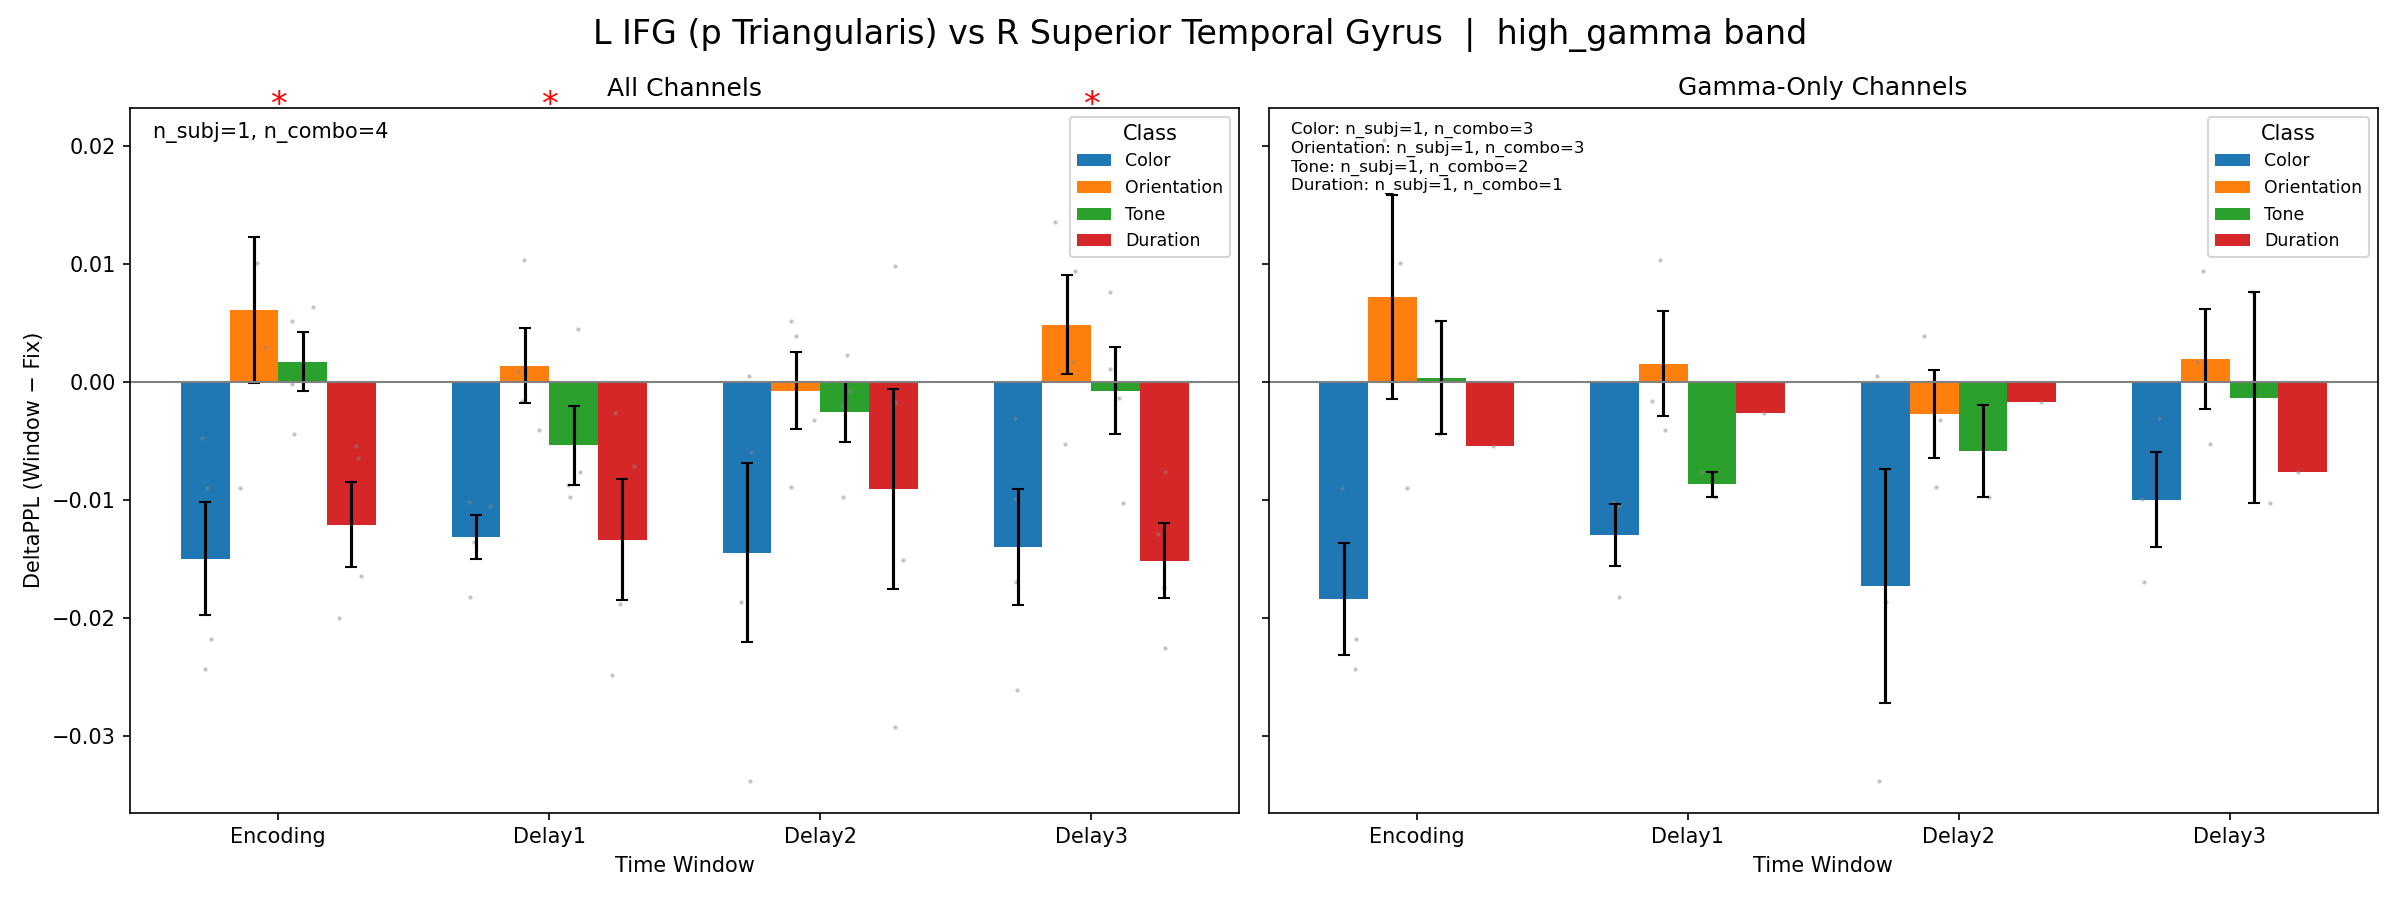 L IFG (p Triangularis) vs R Superior Temporal Gyrus | high_gamma band
All Channels
* * *
n_subj=1, n_combo=4
Class
Color
Orientation
Tone
Duration
0.02
0.01
0.00
−0.01
−0.02
−0.03
DeltaPPL (Window − Fix)
Encoding Delay1 Delay2 Delay3
Time Window
Gamma-Only Channels
Color: n_subj=1, n_combo=3
Orientation: n_subj=1, n_combo=3
Tone: n_subj=1, n_combo=2
Duration: n_subj=1, n_combo=1
Class
Color
Orientation
Tone
Duration
Encoding Delay1 Delay2 Delay3
Time Window